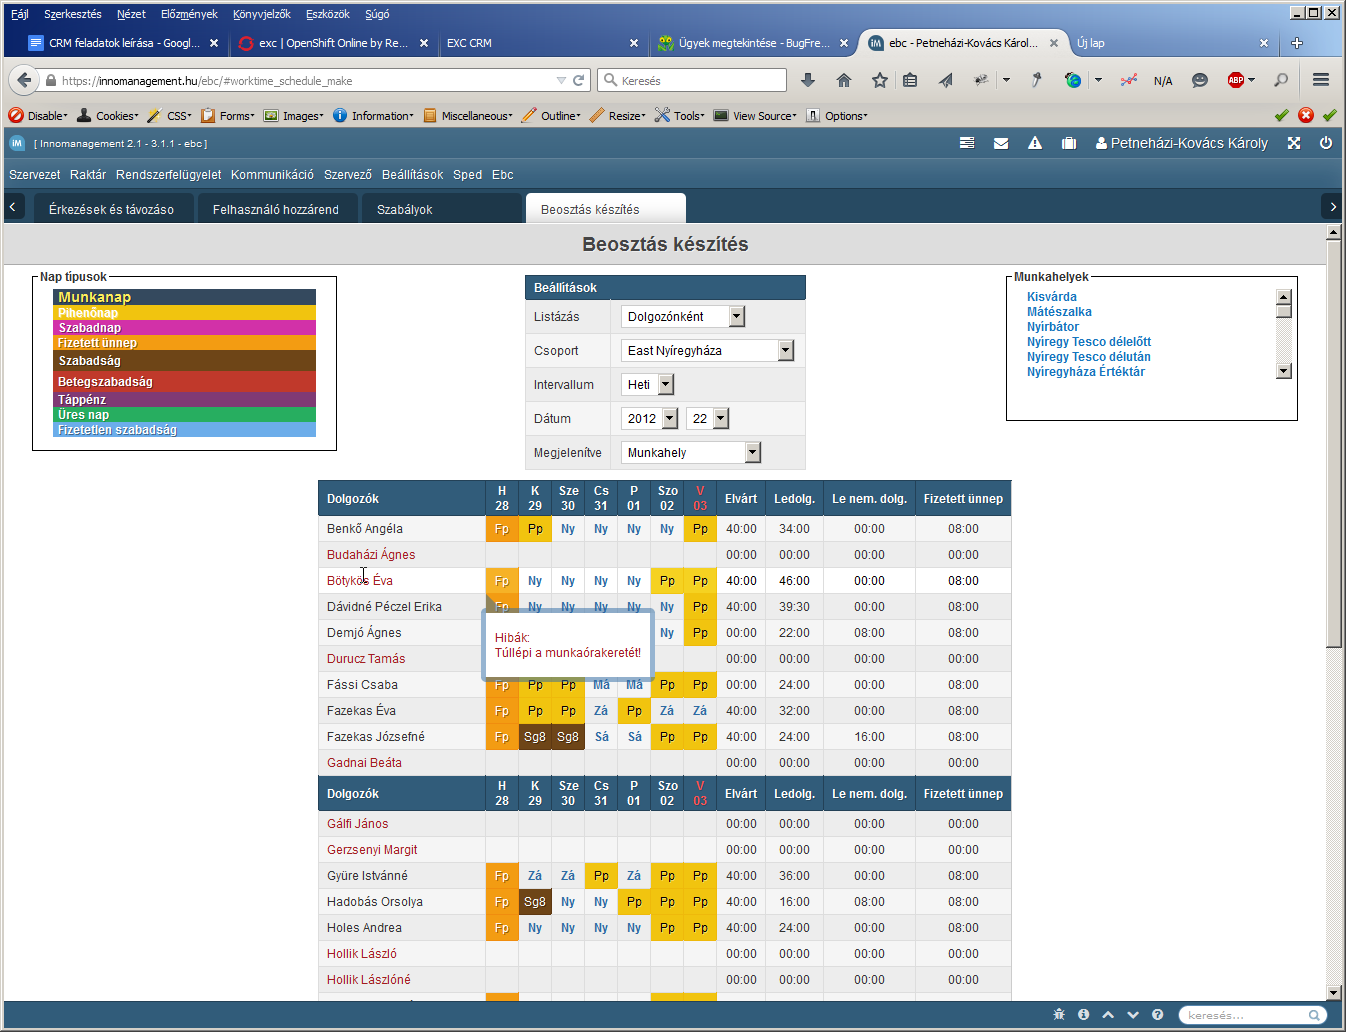 Fájl Szerkesztés Nézet Előzmények Könyvjelzők Eszközök Súgó
CRM feladatok leírása - Googl... exc | OpenShift Online by Re... EXC CRM Ügyek megtekintése - BugFre... ebc - Petneházi-Kovács Károl... Új lap
https://innomanagement.hu/ebc/#worktime_schedule_make Keresés N/A ABP
Disable Cookies CSS Forms Images Information Miscellaneous Outline Resize Tools View Source Options
iM [ Innomanagement 2.1 - 3.1.1 - ebc ] Petneházi-Kovács Károly
Szervezet Raktár Rendszerfelügyelet Kommunikáció Szervező Beállítások Sped Ebc
Érkezések és távozáso Felhasználó hozzárend Szabályok Beosztás készítés
Beosztás készítés
Nap típusok
Munkanap
Pihenőnap
Szabadnap
Fizetett ünnep
Szabadság
Betegszabadság
Táppénz
Üres nap
Fizetetlen szabadság
Beállítások
Listázás Dolgozónként
Csoport East Nyíregyháza
Intervallum Heti
Dátum 2012 22
Megjelenítve Munkahely
Munkahelyek
Kisvárda
Mátészalka
Nyírbátor
Nyíregy Tesco délelőtt
Nyíregy Tesco délután
Nyíregyháza Értéktár
Dolgozók H 28 K 29 Sze 30 Cs 31 P 01 Szo 02 V 03 Elvárt Ledolg. Le nem. dolg. Fizetett ünnep
Benkő Angéla Fp Pp Ny Ny Ny Ny Pp 40:00 34:00 00:00 08:00
Budaházi Ágnes 00:00 00:00 00:00 00:00
Bötykös Éva Fp Ny Ny Ny Ny Pp Pp 40:00 46:00 00:00 08:00
Dávidné Péczel Erika Fp Ny Ny Ny Ny Ny Pp 40:00 39:30 00:00 08:00
Demjó Ágnes Ny Pp 00:00 22:00 08:00 08:00
Hibák:
Túllépi a munkaórakeretét!
Durucz Tamás 00:00 00:00 00:00 00:00
Fássi Csaba Fp Pp Pp Má Má Pp Pp 00:00 24:00 00:00 08:00
Fazekas Éva Fp Pp Pp Zá Pp Zá Zá 40:00 32:00 00:00 08:00
Fazekas Józsefné Fp Sg8 Sg8 Sá Sá Pp Pp 40:00 24:00 16:00 08:00
Gadnai Beáta 00:00 00:00 00:00 00:00
Dolgozók H 28 K 29 Sze 30 Cs 31 P 01 Szo 02 V 03 Elvárt Ledolg. Le nem. dolg. Fizetett ünnep
Gálfi János 00:00 00:00 00:00 00:00
Gerzsenyi Margit 00:00 00:00 00:00 00:00
Gyüre Istvánné Fp Zá Zá Pp Zá Pp Pp 40:00 36:00 00:00 08:00
Hadobás Orsolya Fp Sg8 Ny Ny Pp Pp Pp 40:00 16:00 08:00 08:00
Holes Andrea Fp Ny Ny Ny Ny Pp Pp 40:00 24:00 00:00 08:00
Hollik László 00:00 00:00 00:00 00:00
Hollik Lászlóné 00:00 00:00 00:00 00:00
keresés...